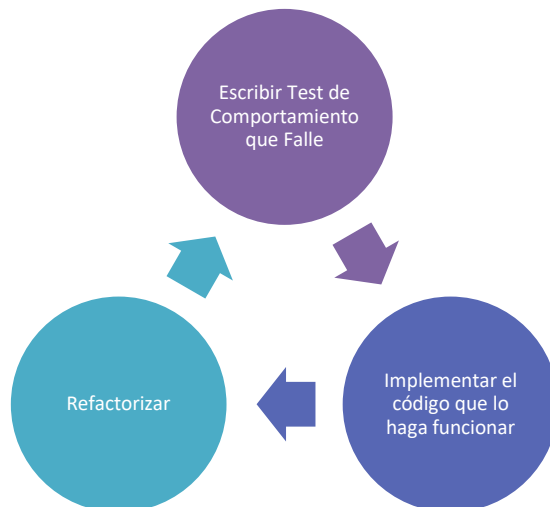 Escribir Test de
Comportamiento
que Falle
Refactorizar
Implementar el
código que lo
haga funcionar